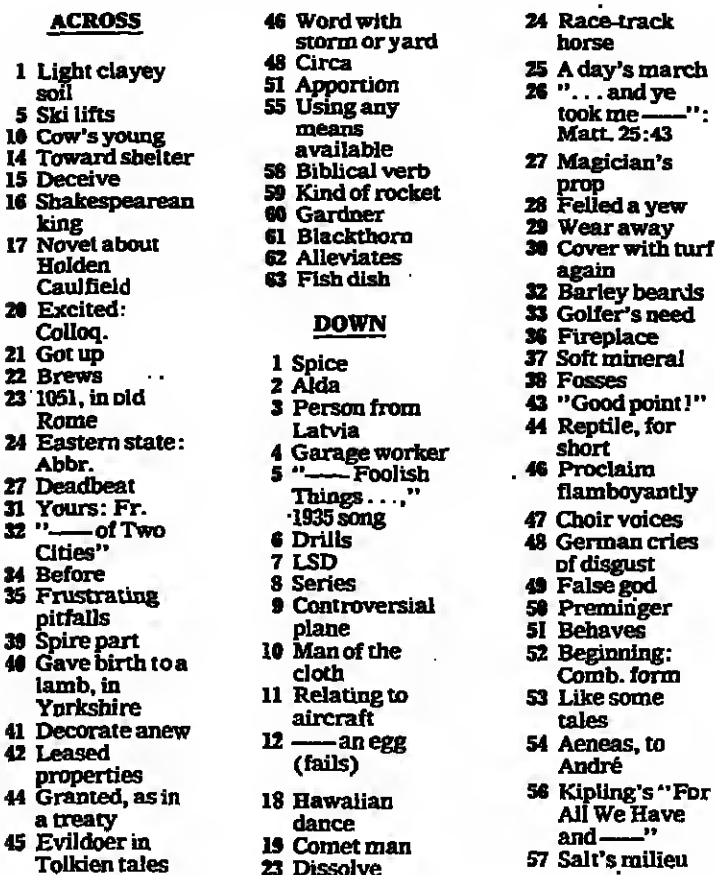 ACROSS
1 Light clayey
soil
5 Ski lifts
10 Cow's young
14 Toward shelter
15 Deceive
16 Shakespearean
king
17 Novel about
Holden
Caulfield
20 Excited:
Colloq.
21 Got up
22 Brews
23 1051, in old
Rome
24 Eastern state:
Abbr.
27 Deadbeat
31 Yours: Fr.
32 "—— of Two
Cities"
34 Before
35 Frustrating
pitfalls
39 Spire part
40 Gave birth to a
lamb, in
Yorkshire
41 Decorate anew
42 Leased
properties
44 Granted, as in
a treaty
45 Evildoer in
Tolkien tales
46 Word with
storm or yard
48 Circa
51 Apportion
55 Using any
means
available
58 Biblical verb
59 Kind of rocket
60 Gardner
61 Blackthorn
62 Alleviates
63 Fish dish
DOWN
1 Spice
2 Alda
3 Person from
Latvia
4 Garage worker
5 "—— Foolish
Things . . .,"
1935 song
6 Drills
7 LSD
8 Series
9 Controversial
plane
10 Man of the
cloth
11 Relating to
aircraft
12 —— an egg
(fails)
18 Hawaiian
dance
19 Comet man
23 Dissolve
24 Race-track
horse
25 A day's march
26 ". . . and ye
took me ——":
Matt. 25:43
27 Magician's
prop
28 Felled a yew
29 Wear away
30 Cover with turf
again
32 Barley beards
33 Golfer's need
36 Fireplace
37 Soft mineral
38 Fosses
43 "Good point!"
44 Reptile, for
short
46 Proclaim
flamboyantly
47 Choir voices
48 German cries
of disgust
49 False god
50 Preminger
51 Behaves
52 Beginning:
Comb. form
53 Like some
tales
54 Aeneas, to
André
56 Kipling's "For
All We Have
and ——"
57 Salt's milieu